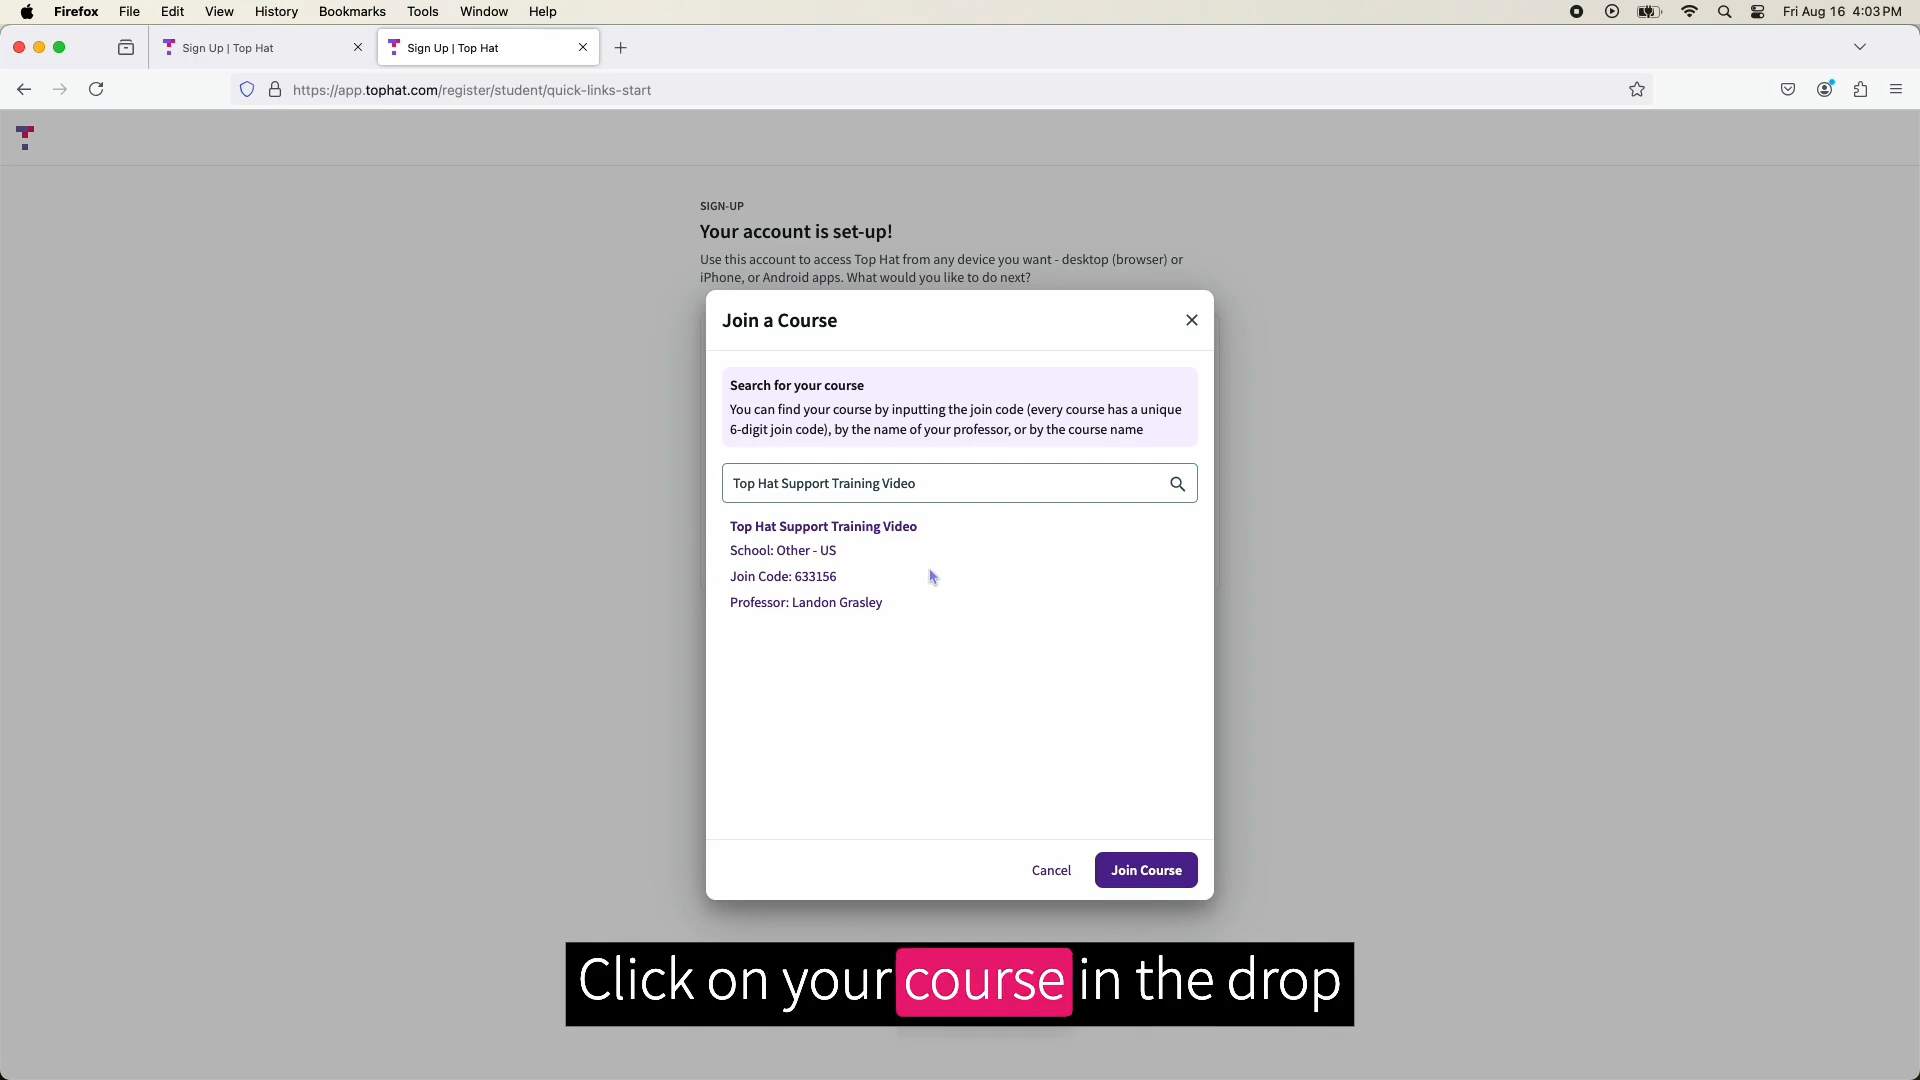 Firefox File Edit View History Bookmarks Tools Window Help Fri Aug 16 4:03 PM
Sign Up | Top Hat Sign Up | Top Hat
https://app.tophat.com/register/student/quick-links-start
SIGN-UP
Your account is set-up!
Use this account to access Top Hat from any device you want - desktop (browser) or
iPhone, or Android apps. What would you like to do next?
Join a Course
Search for your course
You can find your course by inputting the join code (every course has a unique
6-digit join code), by the name of your professor, or by the course name
Top Hat Support Training Video
Top Hat Support Training Video
School: Other - US
Join Code: 633156
Professor: Landon Grasley
Cancel Join Course
Click on your course in the drop